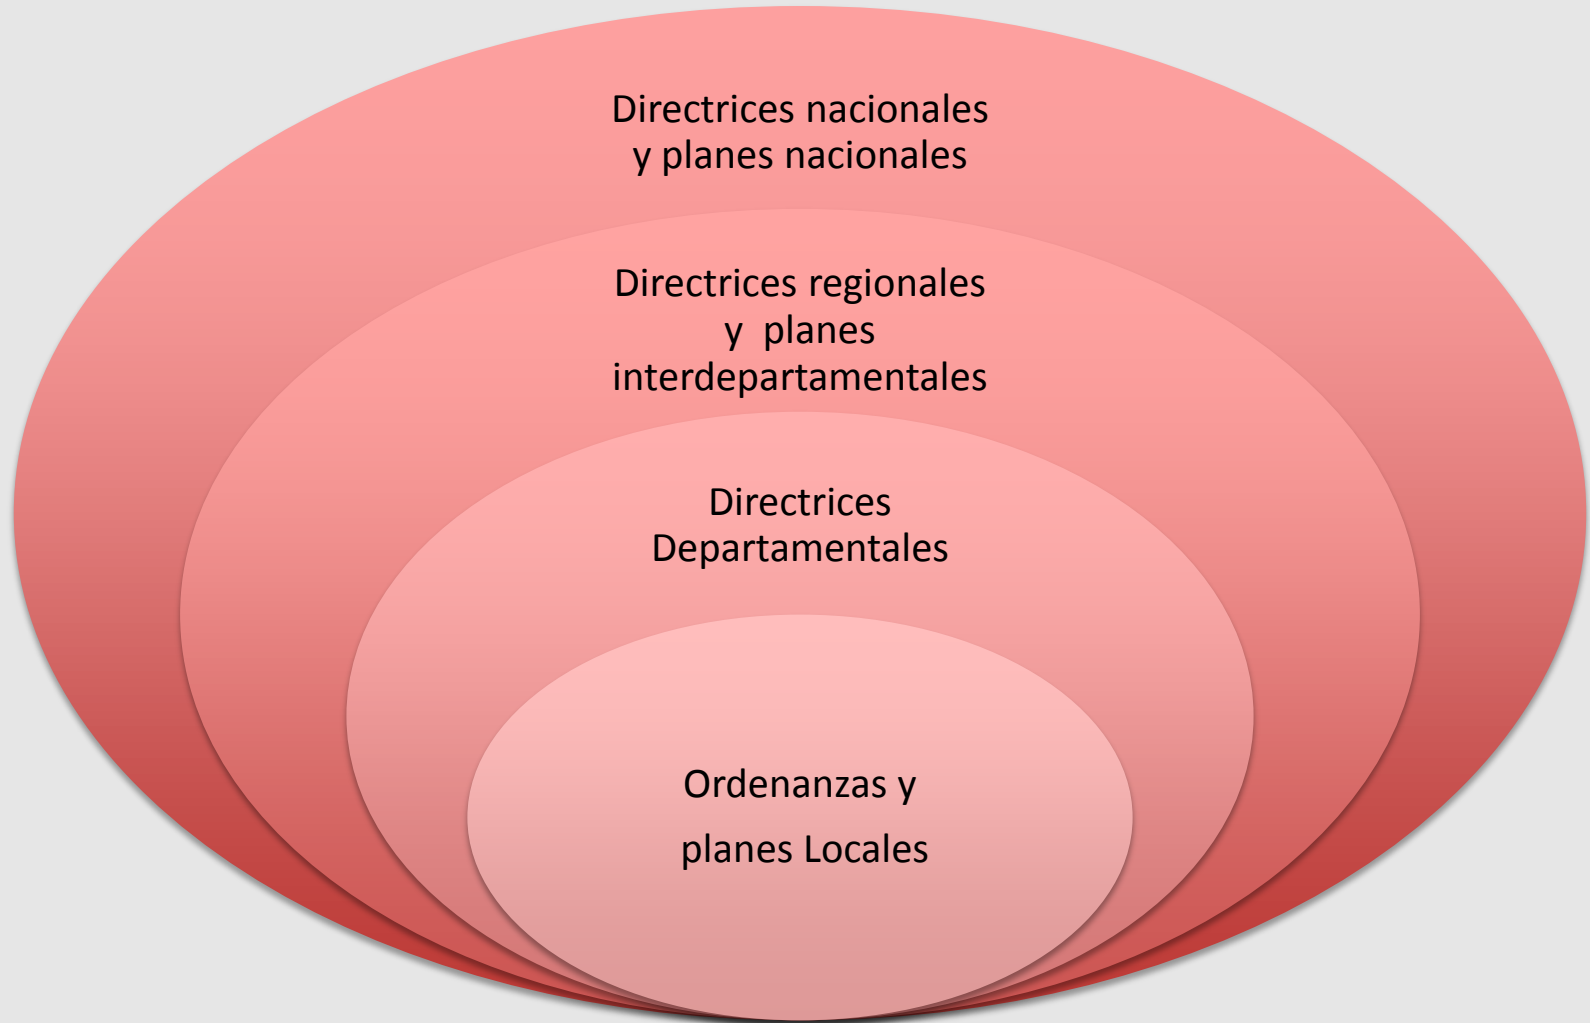 Directrices nacionales
y planes nacionales
Directrices regionales
y planes
interdepartamentales
Directrices
Departamentales
Ordenanzas y
planes Locales